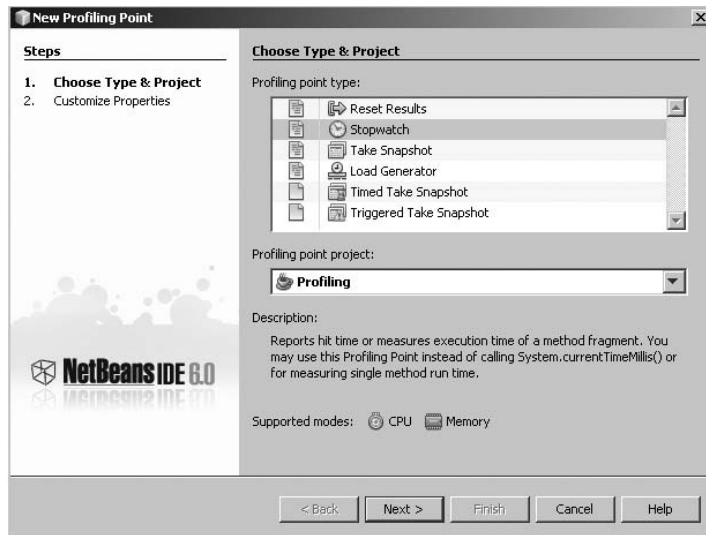 New Profiling Point
Steps
1. Choose Type & Project
2. Customize Properties
NetBeans IDE 6.0
Choose Type & Project
Profiling point type:
Reset Results
Stopwatch
Take Snapshot
Load Generator
Timed Take Snapshot
Triggered Take Snapshot
Profiling point project:
Profiling
Description:
Reports hit time or measures execution time of a method fragment. You
may use this Profiling Point instead of calling System.currentTimeMillis() or
for measuring single method run time.
Supported modes: CPU Memory
< Back Next > Finish Cancel Help